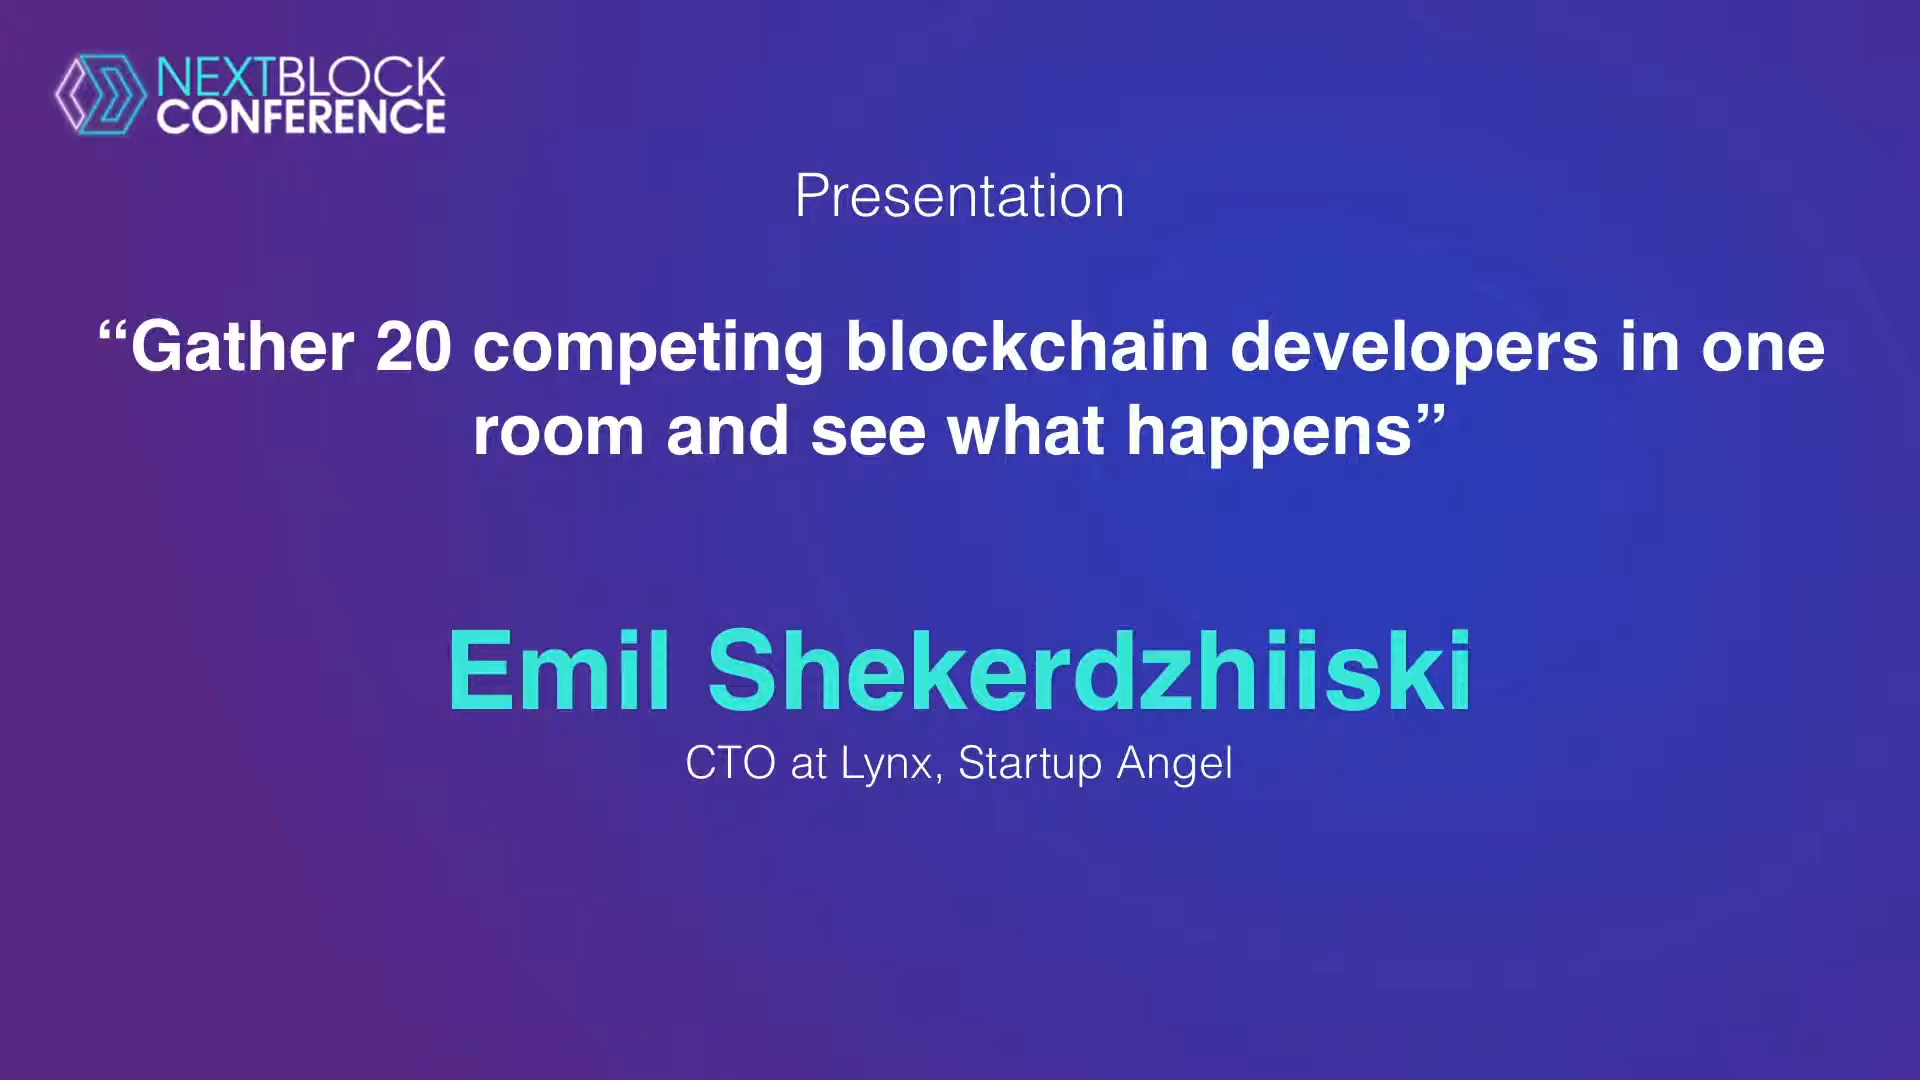 NEXTBLOCK
CONFERENCE
Presentation
“Gather 20 competing blockchain developers in one
room and see what happens”
Emil Shekerdzhiiski
CTO at Lynx, Startup Angel